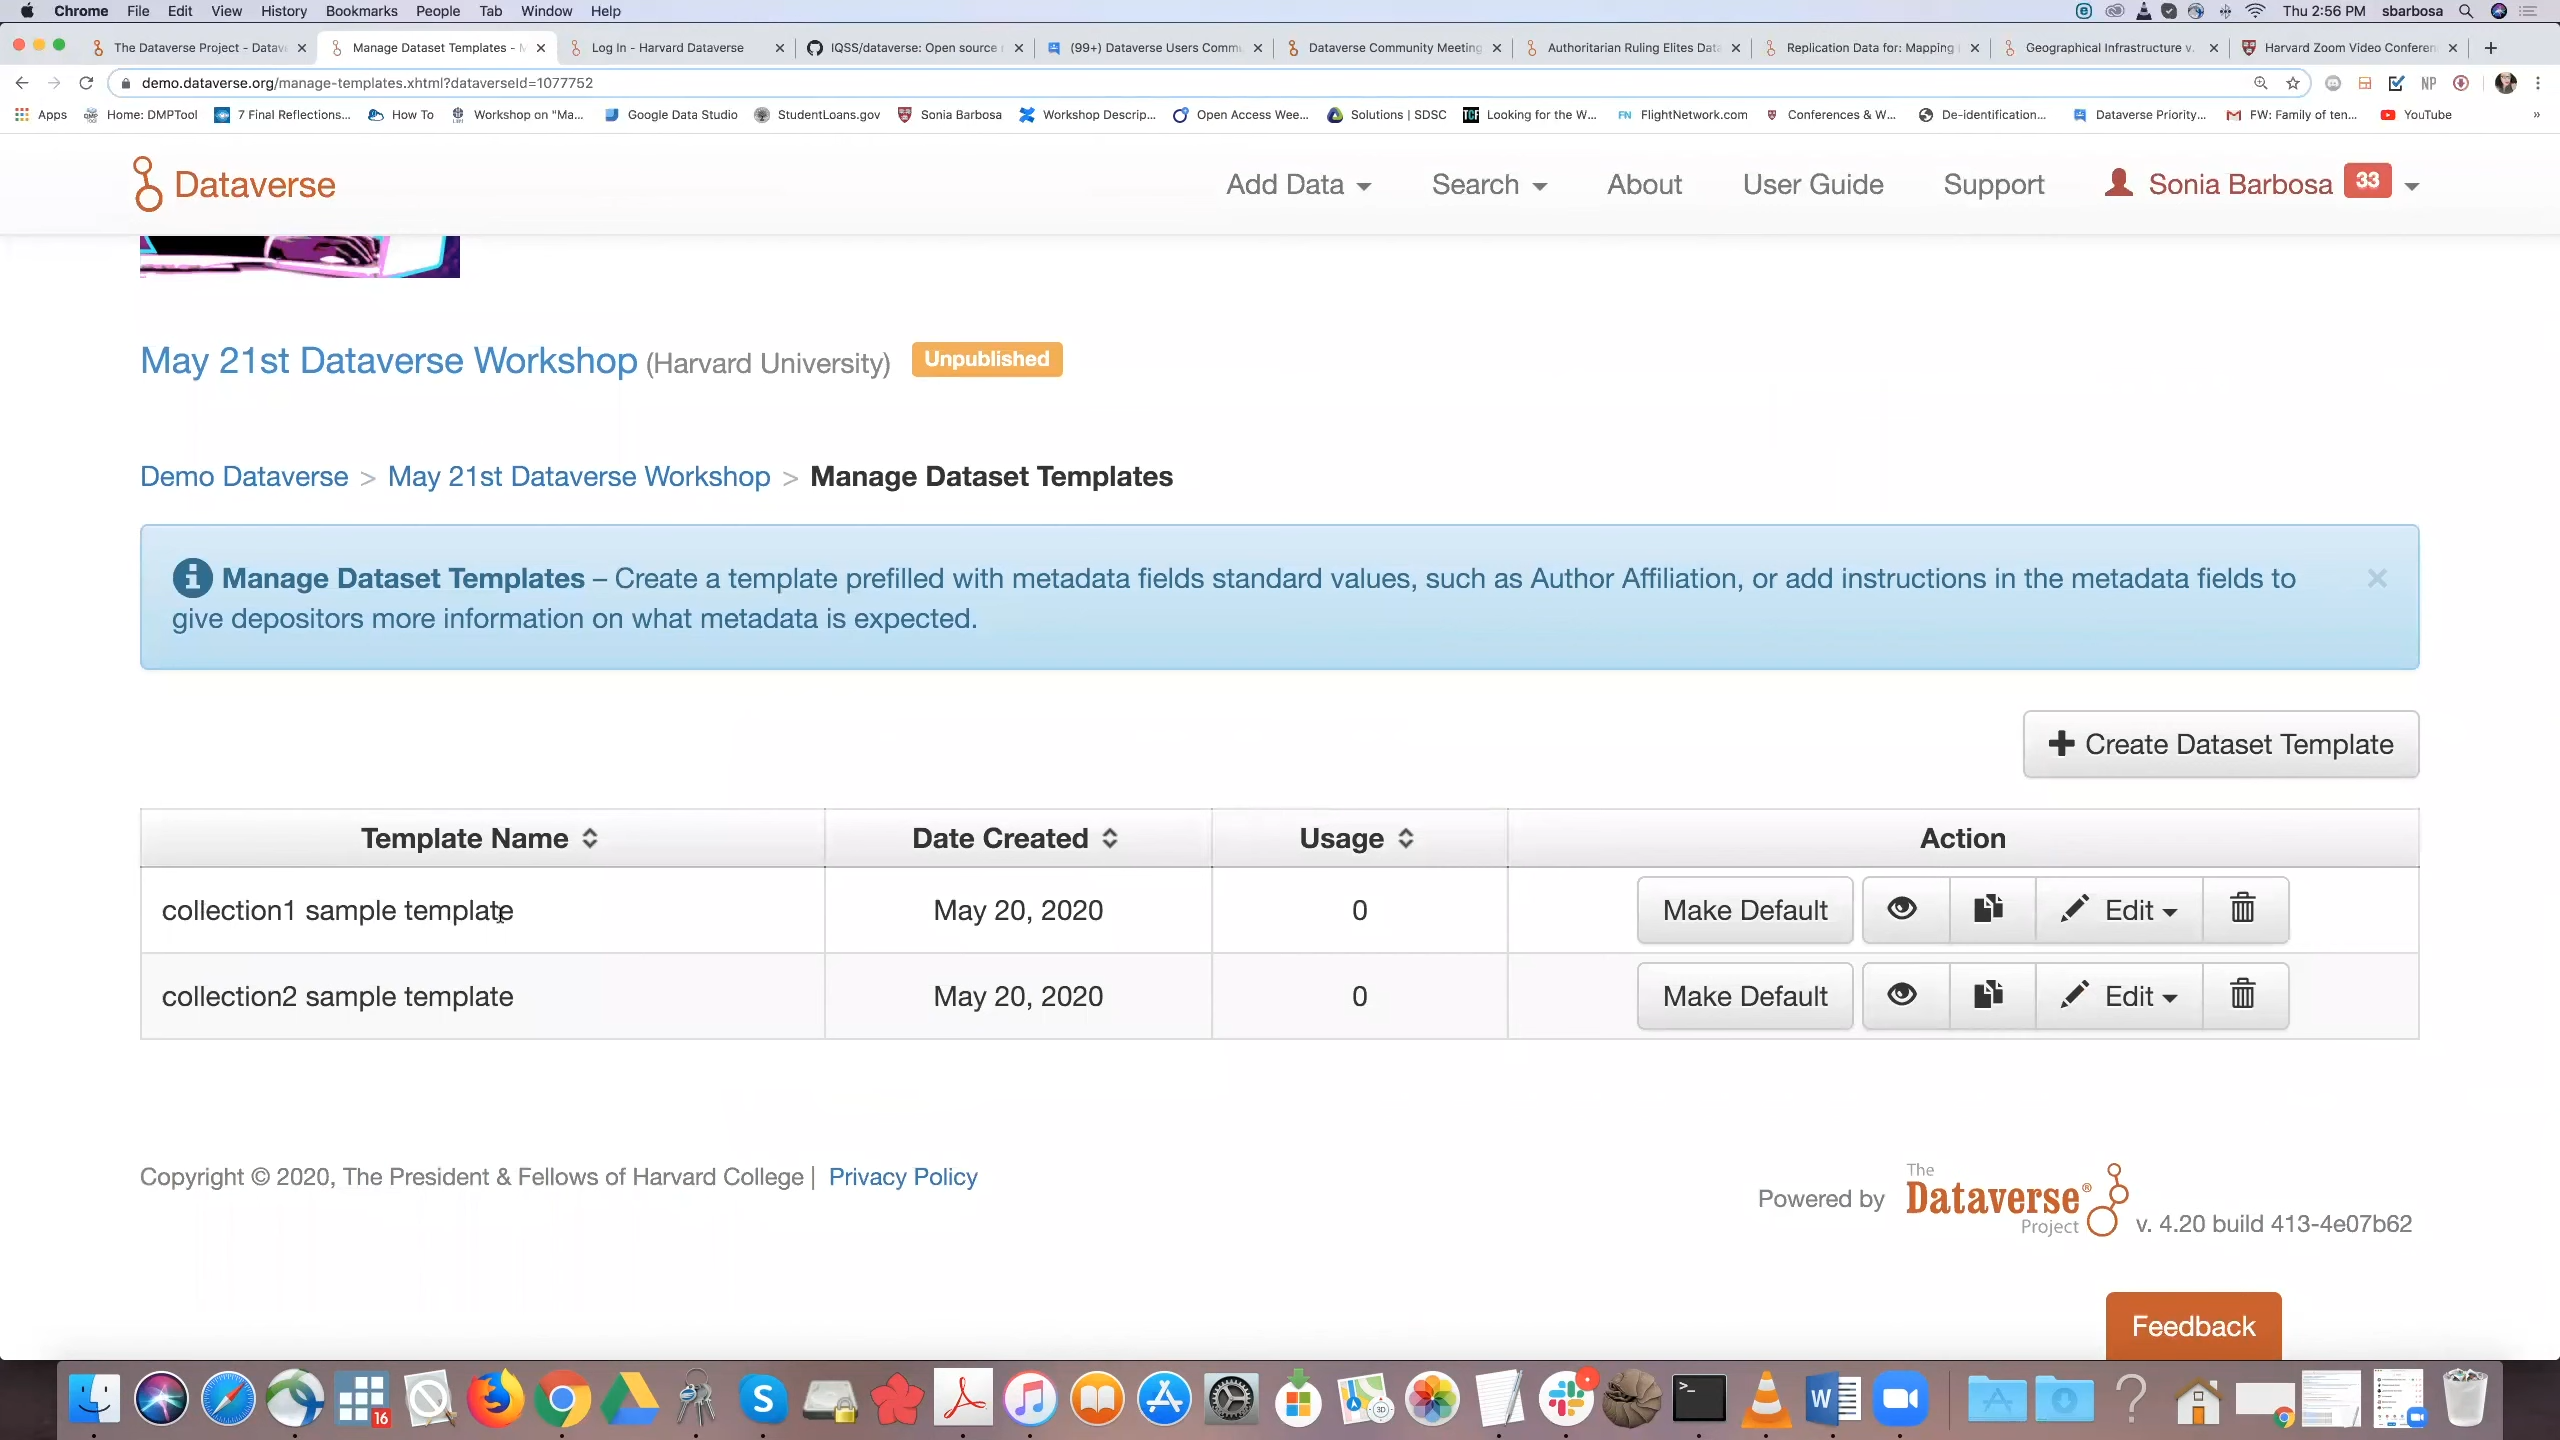 Chrome File Edit View History Bookmarks People Tab Window Help Thu 2:56 PM sbarbosa
The Dataverse Project - Datave Manage Dataset Templates - Log In - Harvard Dataverse IQSS/dataverse: Open source (99+) Dataverse Users Commu Dataverse Community Meeting Authoritarian Ruling Elites Data Replication Data for: Mapping Geographical Infrastructure v. Harvard Zoom Video Conferen
demo.dataverse.org/manage-templates.xhtml?dataverseId=1077752 NP
Apps Home: DMPTool 7 Final Reflections... How To Workshop on "Ma... Google Data Studio StudentLoans.gov Sonia Barbosa Workshop Descrip... Open Access Wee... Solutions | SDSC TCF Looking for the W... FN FlightNetwork.com Conferences & W... De-identification... Dataverse Priority... FW: Family of ten... YouTube »
Dataverse Add Data Search About User Guide Support Sonia Barbosa 33
May 21st Dataverse Workshop (Harvard University) Unpublished
Demo Dataverse > May 21st Dataverse Workshop > Manage Dataset Templates
Manage Dataset Templates – Create a template prefilled with metadata fields standard values, such as Author Affiliation, or add instructions in the metadata fields to
give depositors more information on what metadata is expected.
Create Dataset Template
Template Name Date Created Usage Action
collection1 sample template May 20, 2020 0 Make Default Edit
collection2 sample template May 20, 2020 0 Make Default Edit
Copyright © 2020, The President & Fellows of Harvard College | Privacy Policy
Powered by The Dataverse® Project v. 4.20 build 413-4e07b62
Feedback
16